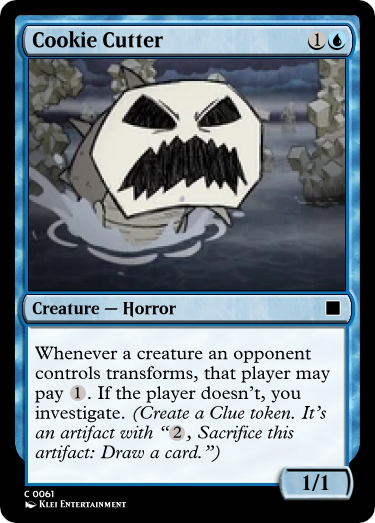 Cookie Cutter 1
Creature — Horror
Whenever a creature an opponent
controls transforms, that player may
pay 1. If the player doesn't, you
investigate. (Create a Clue token. It's
an artifact with “2, Sacrifice this
artifact: Draw a card.”)
1/1
C 0061
Klei Entertainment